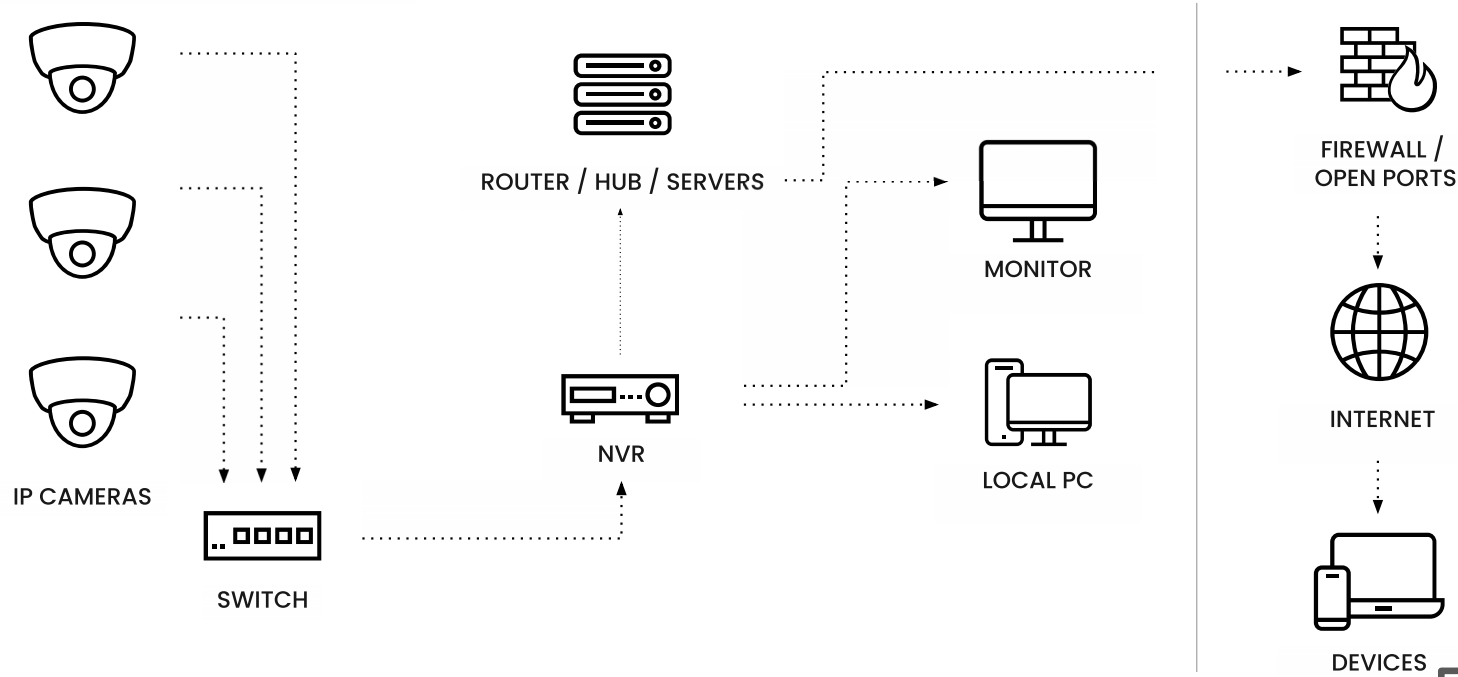 ROUTER / HUB / SERVERS
FIREWALL /
OPEN PORTS
MONITOR
INTERNET
NVR
LOCAL PC
IP CAMERAS
SWITCH
DEVICES